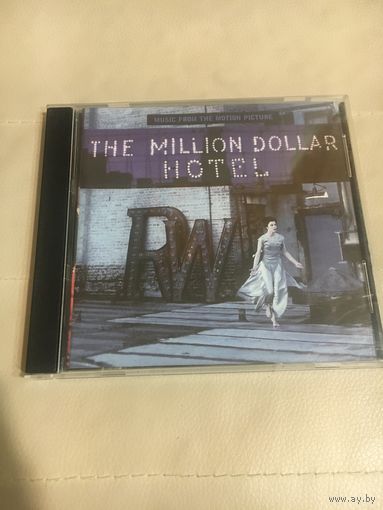 MUSIC FROM THE MOTION PICTURE
THE MILLION DOLLAR
HOTEL
RW
www.ay.by